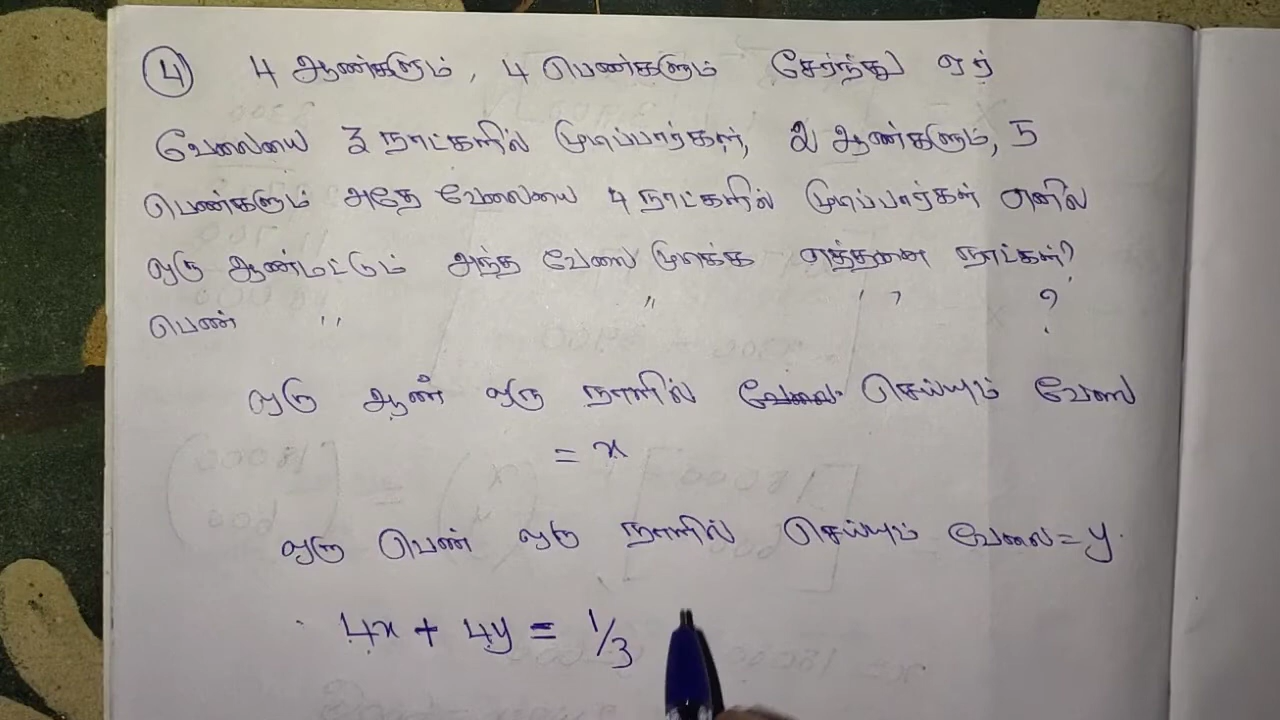 4 4 ஆண்களும், 4 பெண்களும் சேர்ந்து ஓர்
வேலையை 3 நாட்களில் முடிப்பார்கள், 2 ஆண்களும், 5
பெண்களும் அதே வேலையை 4 நாட்களில் முடிப்பார்கள் எனில்
ஒரு ஆண்மட்டும் அந்த வேலை முடிக்க எத்தனை நாட்கள்?
பெண் " " " ?
ஒரு ஆண் ஒரு நாளில் செய்யும் வேலை
= x
ஒரு பெண் ஒரு நாளில் செய்யும் வேலை = y.
4x + 4y = 1/3